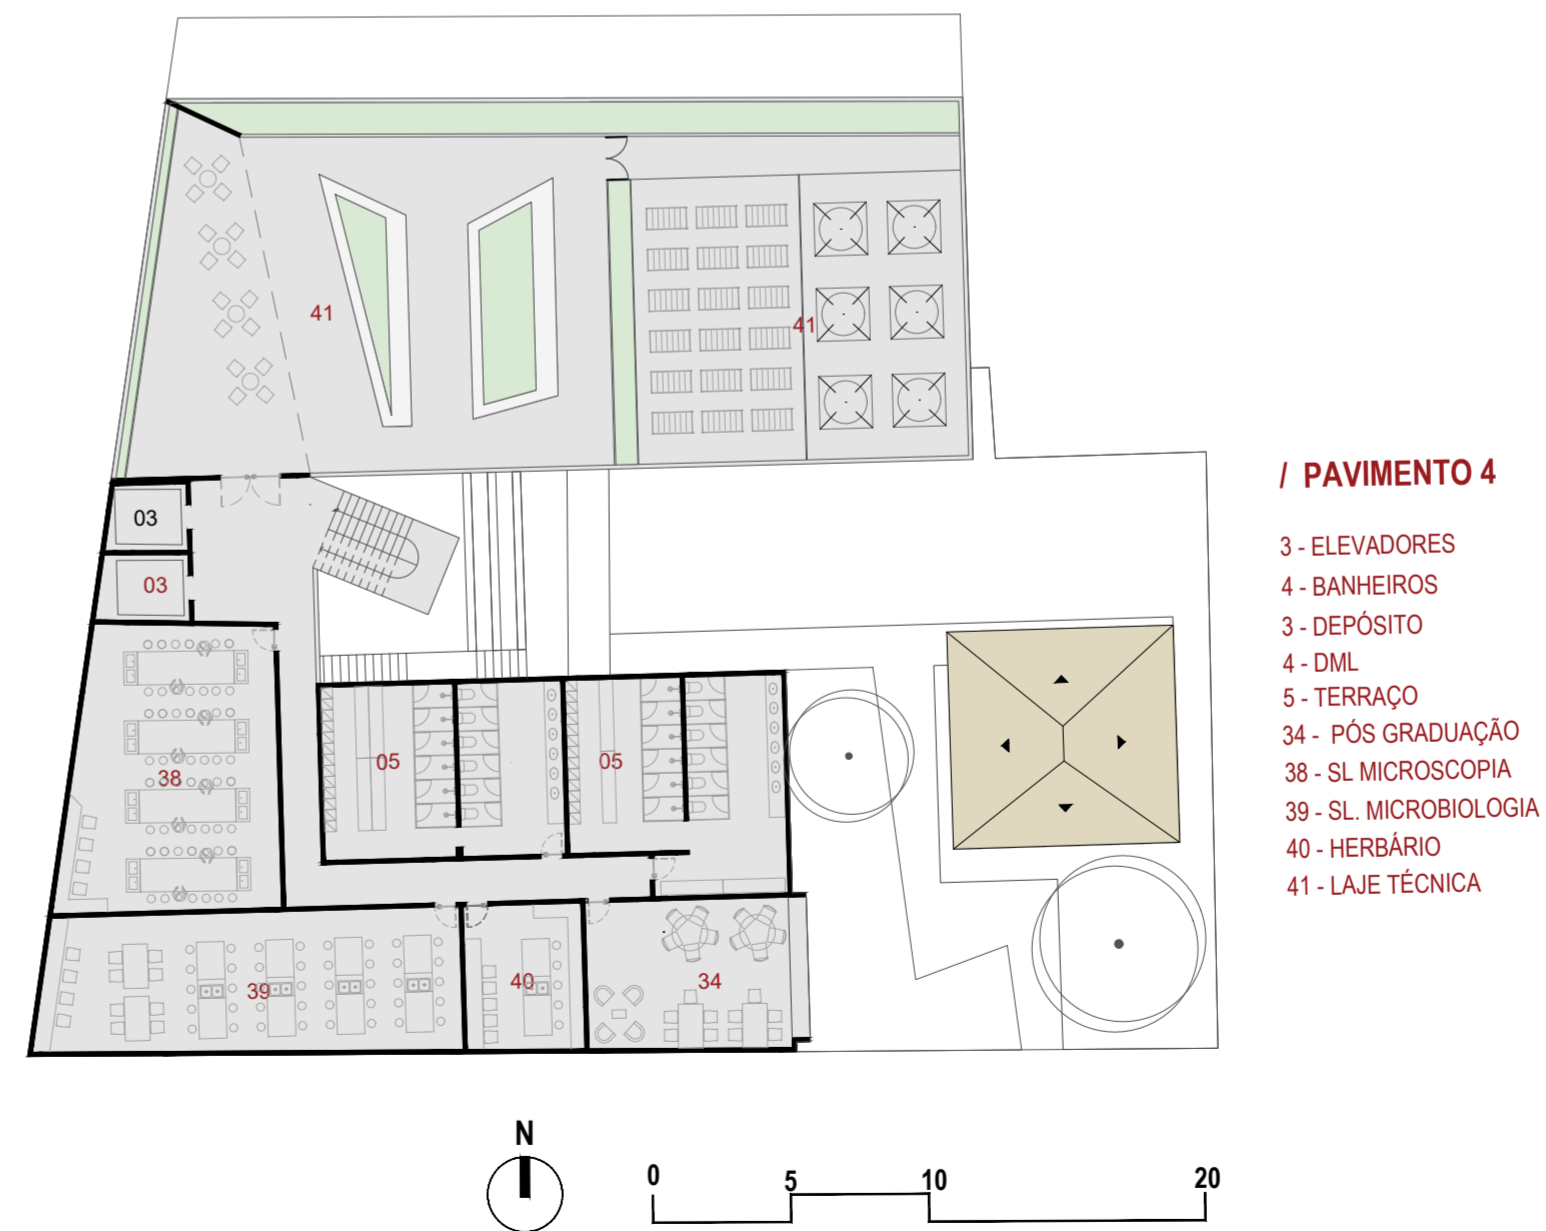 41
41
03
03
38
05
05
39
40
34
/ PAVIMENTO 4
3 - ELEVADORES
4 - BANHEIROS
3 - DEPÓSITO
4 - DML
5 - TERRAÇO
34 - PÓS GRADUAÇÃO
38 - SL MICROSCOPIA
39 - SL. MICROBIOLOGIA
40 - HERBÁRIO
41 - LAJE TÉCNICA
N
0 5 10 20